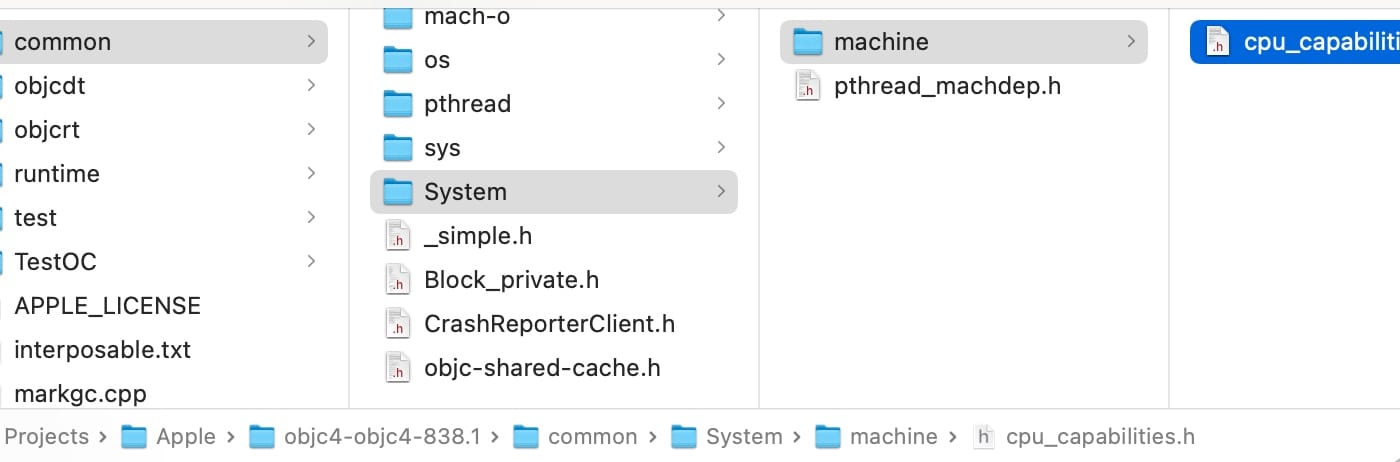 common
objcdt
objcrt
runtime
test
TestOC
APPLE_LICENSE
interposable.txt
markgc.cpp
mach-o
os
pthread
sys
System
_simple.h
Block_private.h
CrashReporterClient.h
objc-shared-cache.h
machine
pthread_machdep.h
cpu_capabiliti
Projects › Apple › objc4-objc4-838.1 › common › System › machine › cpu_capabilities.h